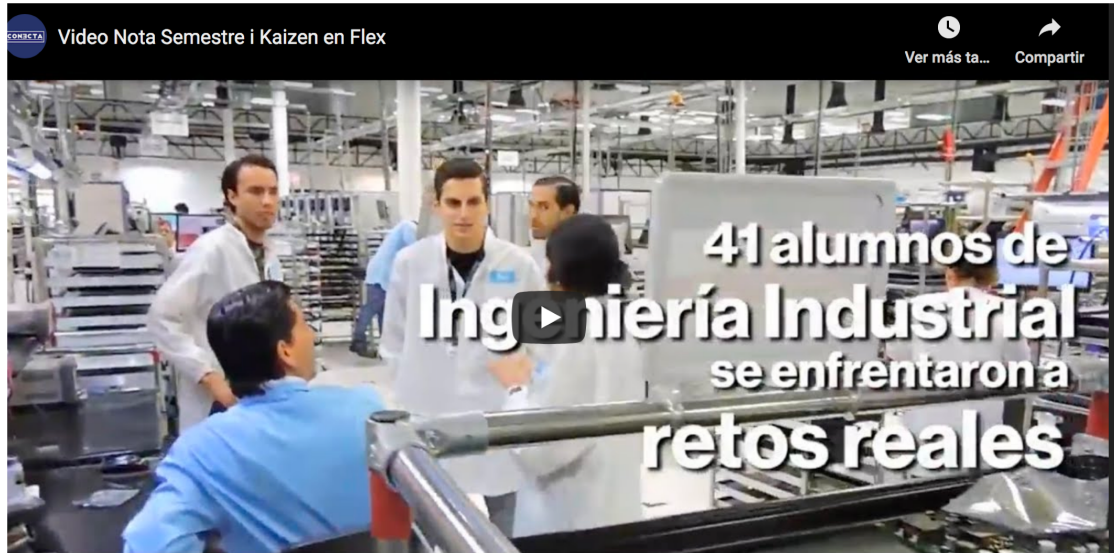 CONECTA
Video Nota Semestre i Kaizen en Flex
Ver más ta...
Compartir
41 alumnos de
Ingeniería Industrial
se enfrentaron a
retos reales